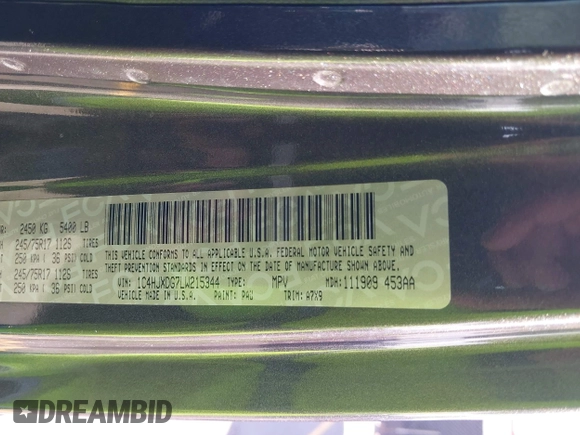 2450 KG 5400 LB
245/75R17 112S TIRES
250 KPA / 36 PSI COLD
245/75R17 112S TIRES
250 KPA / 36 PSI COLD
THIS VEHICLE CONFORMS TO ALL APPLICABLE U.S.A. FEDERAL MOTOR VEHICLE SAFETY AND
THEFT PREVENTION STANDARDS IN EFFECT ON THE DATE OF MANUFACTURE SHOWN ABOVE.
VIN: 1C4HJXDG7LW215344 TYPE: MPV MDH: 111909 453AA
VEHICLE MADE IN U.S.A. PAINT: PAU TRIM: A7X9
DREAMBID